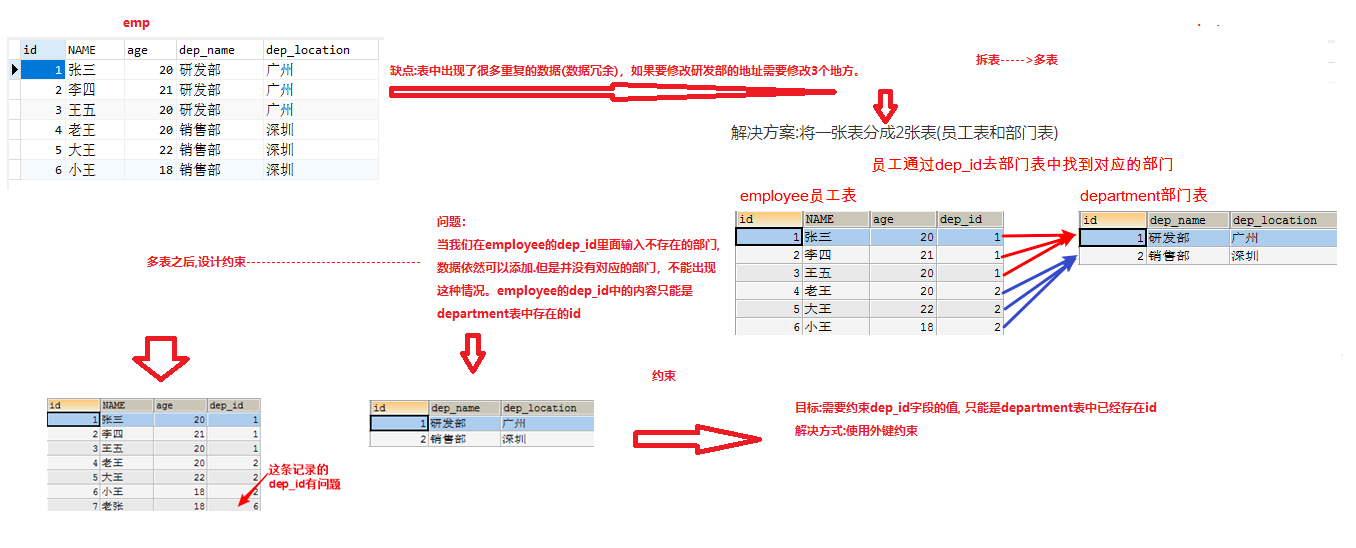 emp
id NAME age dep_name dep_location
1 张三 20 研发部 广州
2 李四 21 研发部 广州
3 王五 20 研发部 广州
4 老王 20 销售部 深圳
5 大王 22 销售部 深圳
6 小王 18 销售部 深圳
缺点:表中出现了很多重复的数据(数据冗余)，如果要修改研发部的地址需要修改3个地方。
拆表----->多表
解决方案:将一张表分成2张表(员工表和部门表)
员工通过dep_id去部门表中找到对应的部门
employee员工表
id NAME age dep_id
1 张三 20 1
2 李四 21 1
3 王五 20 1
4 老王 20 2
5 大王 22 2
6 小王 18 2
department部门表
id dep_name dep_location
1 研发部 广州
2 销售部 深圳
多表之后,设计约束-----------------------------------
问题:
当我们在employee的dep_id里面输入不存在的部门,
数据依然可以添加.但是并没有对应的部门，不能出现
这种情况。employee的dep_id中的内容只能是
department表中存在的id
id NAME age dep_id
1 张三 20 1
2 李四 21 1
3 王五 20 1
4 老王 20 2
5 大王 22 2
6 小王 18 2
7 老张 18 6
这条记录的
dep_id有问题
id dep_name dep_location
1 研发部 广州
2 销售部 深圳
约束
目标:需要约束dep_id字段的值, 只能是department表中已经存在id
解决方式:使用外键约束